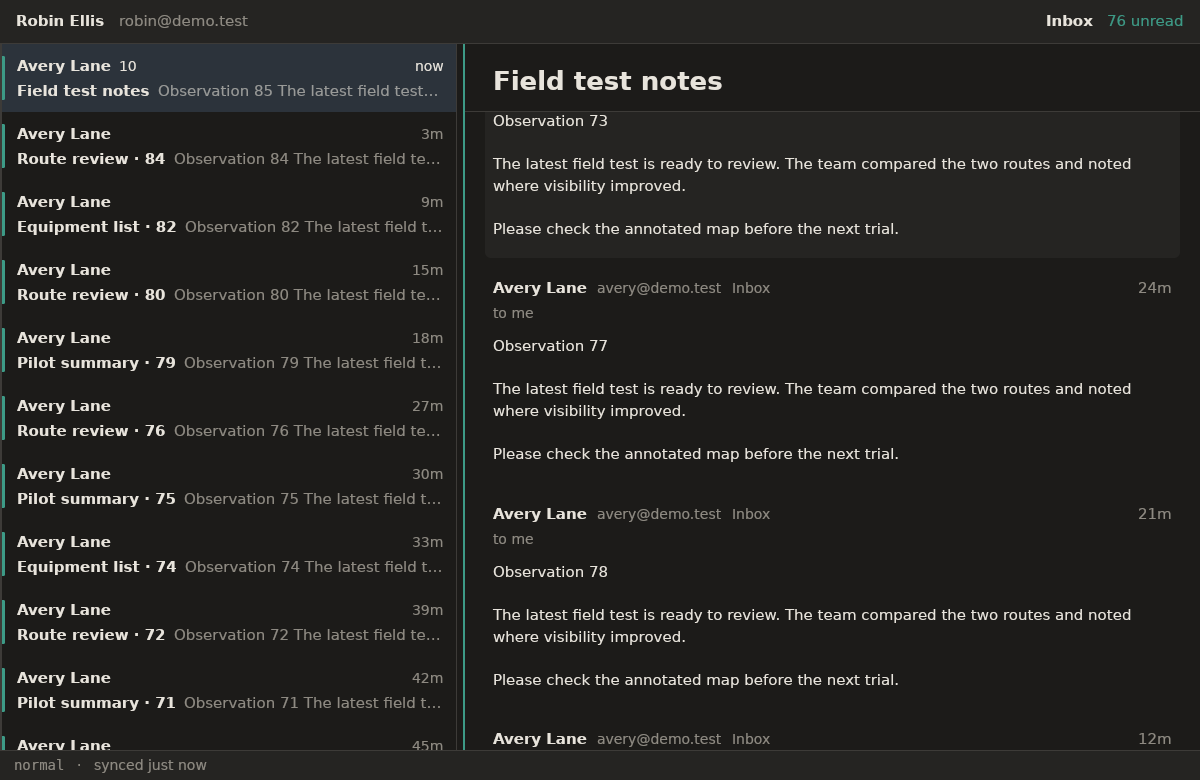 Robin Ellis robin@demo.test
Inbox 76 unread
Avery Lane 10 now
Field test notes Observation 85 The latest field test…
Avery Lane 3m
Route review · 84 Observation 84 The latest field te…
Avery Lane 9m
Equipment list · 82 Observation 82 The latest field t…
Avery Lane 15m
Route review · 80 Observation 80 The latest field te…
Avery Lane 18m
Pilot summary · 79 Observation 79 The latest field t…
Avery Lane 27m
Route review · 76 Observation 76 The latest field te…
Avery Lane 30m
Pilot summary · 75 Observation 75 The latest field t…
Avery Lane 33m
Equipment list · 74 Observation 74 The latest field t…
Avery Lane 39m
Route review · 72 Observation 72 The latest field te…
Avery Lane 42m
Pilot summary · 71 Observation 71 The latest field t…
Avery Lane 45m
Field test notes
Observation 73
The latest field test is ready to review. The team compared the two routes and noted
where visibility improved.
Please check the annotated map before the next trial.
Avery Lane avery@demo.test Inbox 24m
to me
Observation 77
The latest field test is ready to review. The team compared the two routes and noted
where visibility improved.
Please check the annotated map before the next trial.
Avery Lane avery@demo.test Inbox 21m
to me
Observation 78
The latest field test is ready to review. The team compared the two routes and noted
where visibility improved.
Please check the annotated map before the next trial.
Avery Lane avery@demo.test Inbox 12m
normal · synced just now